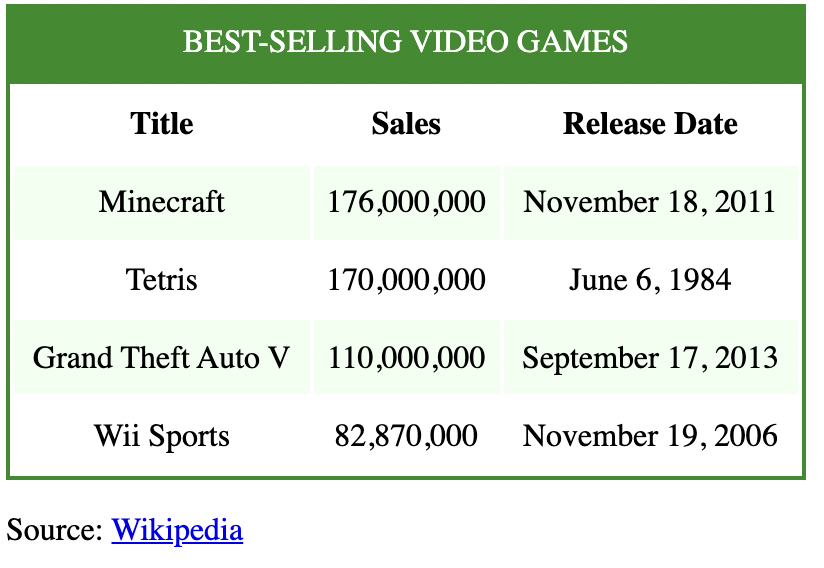 BEST-SELLING VIDEO GAMES
Title Sales Release Date
Minecraft 176,000,000 November 18, 2011
Tetris 170,000,000 June 6, 1984
Grand Theft Auto V 110,000,000 September 17, 2013
Wii Sports 82,870,000 November 19, 2006
Source: Wikipedia